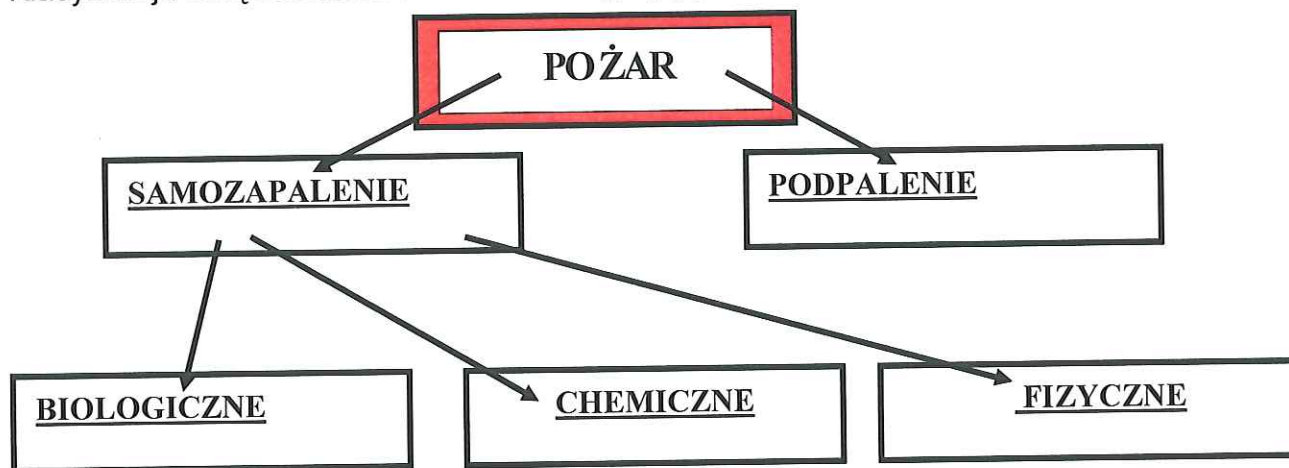 POŻAR
SAMOZAPALENIE
PODPALENIE
BIOLOGICZNE
CHEMICZNE
FIZYCZNE